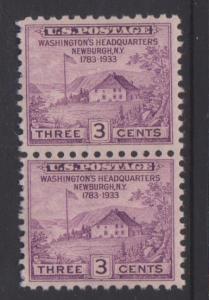 U.S. POSTAGE
WASHINGTON'S HEADQUARTERS
NEWBURGH, N.Y.
1783-1933
THREE 3 CENTS
U.S. POSTAGE
WASHINGTON'S HEADQUARTERS
NEWBURGH, N.Y.
1783-1933
THREE 3 CENTS